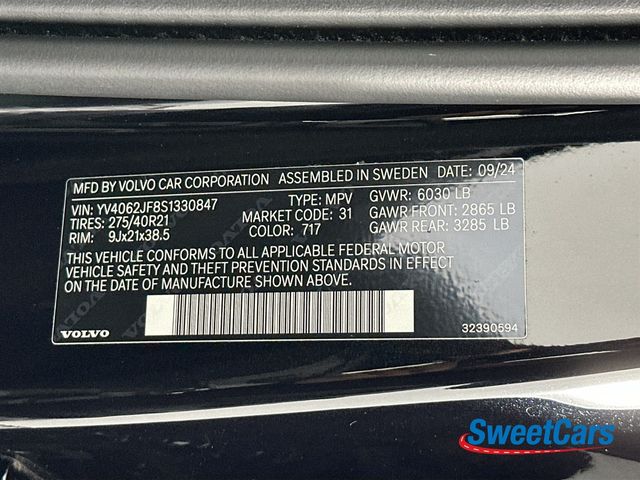 MFD BY VOLVO CAR CORPORATION ASSEMBLED IN SWEDEN DATE: 09/24
VIN: YV4062JF8S1330847 TYPE: MPV GVWR: 6030 LB
TIRES: 275/40R21 MARKET CODE: 31 GAWR FRONT: 2865 LB
RIM: 9Jx21x38.5 COLOR: 717 GAWR REAR: 3285 LB
THIS VEHICLE CONFORMS TO ALL APPLICABLE FEDERAL MOTOR
VEHICLE SAFETY AND THEFT PREVENTION STANDARDS IN EFFECT
ON THE DATE OF MANUFACTURE SHOWN ABOVE.
VOLVO 32390594
SweetCars